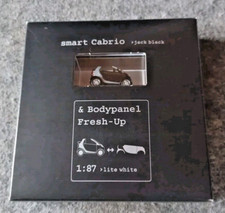 smart Cabrio >jack black
& Bodypanel
Fresh-Up
1:87 >lite white